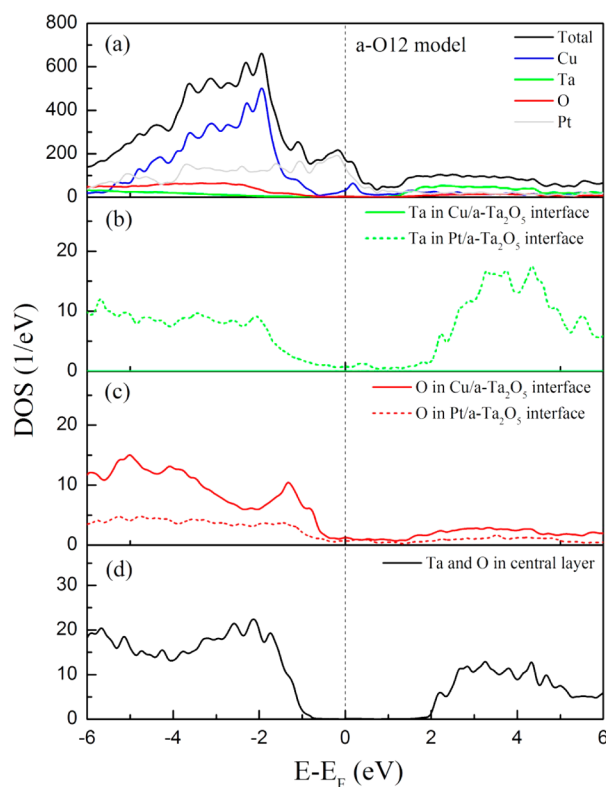 (a)
a-O12 model
Total
Cu
Ta
O
Pt
800
600
400
200
0
(b)
Ta in Cu/a-Ta₂O₅ interface
Ta in Pt/a-Ta₂O₅ interface
20
10
0
(c)
O in Cu/a-Ta₂O₅ interface
O in Pt/a-Ta₂O₅ interface
20
10
0
(d)
Ta and O in central layer
30
20
10
0
-6 -4 -2 0 2 4 6
DOS (1/eV)
E-E_F (eV)